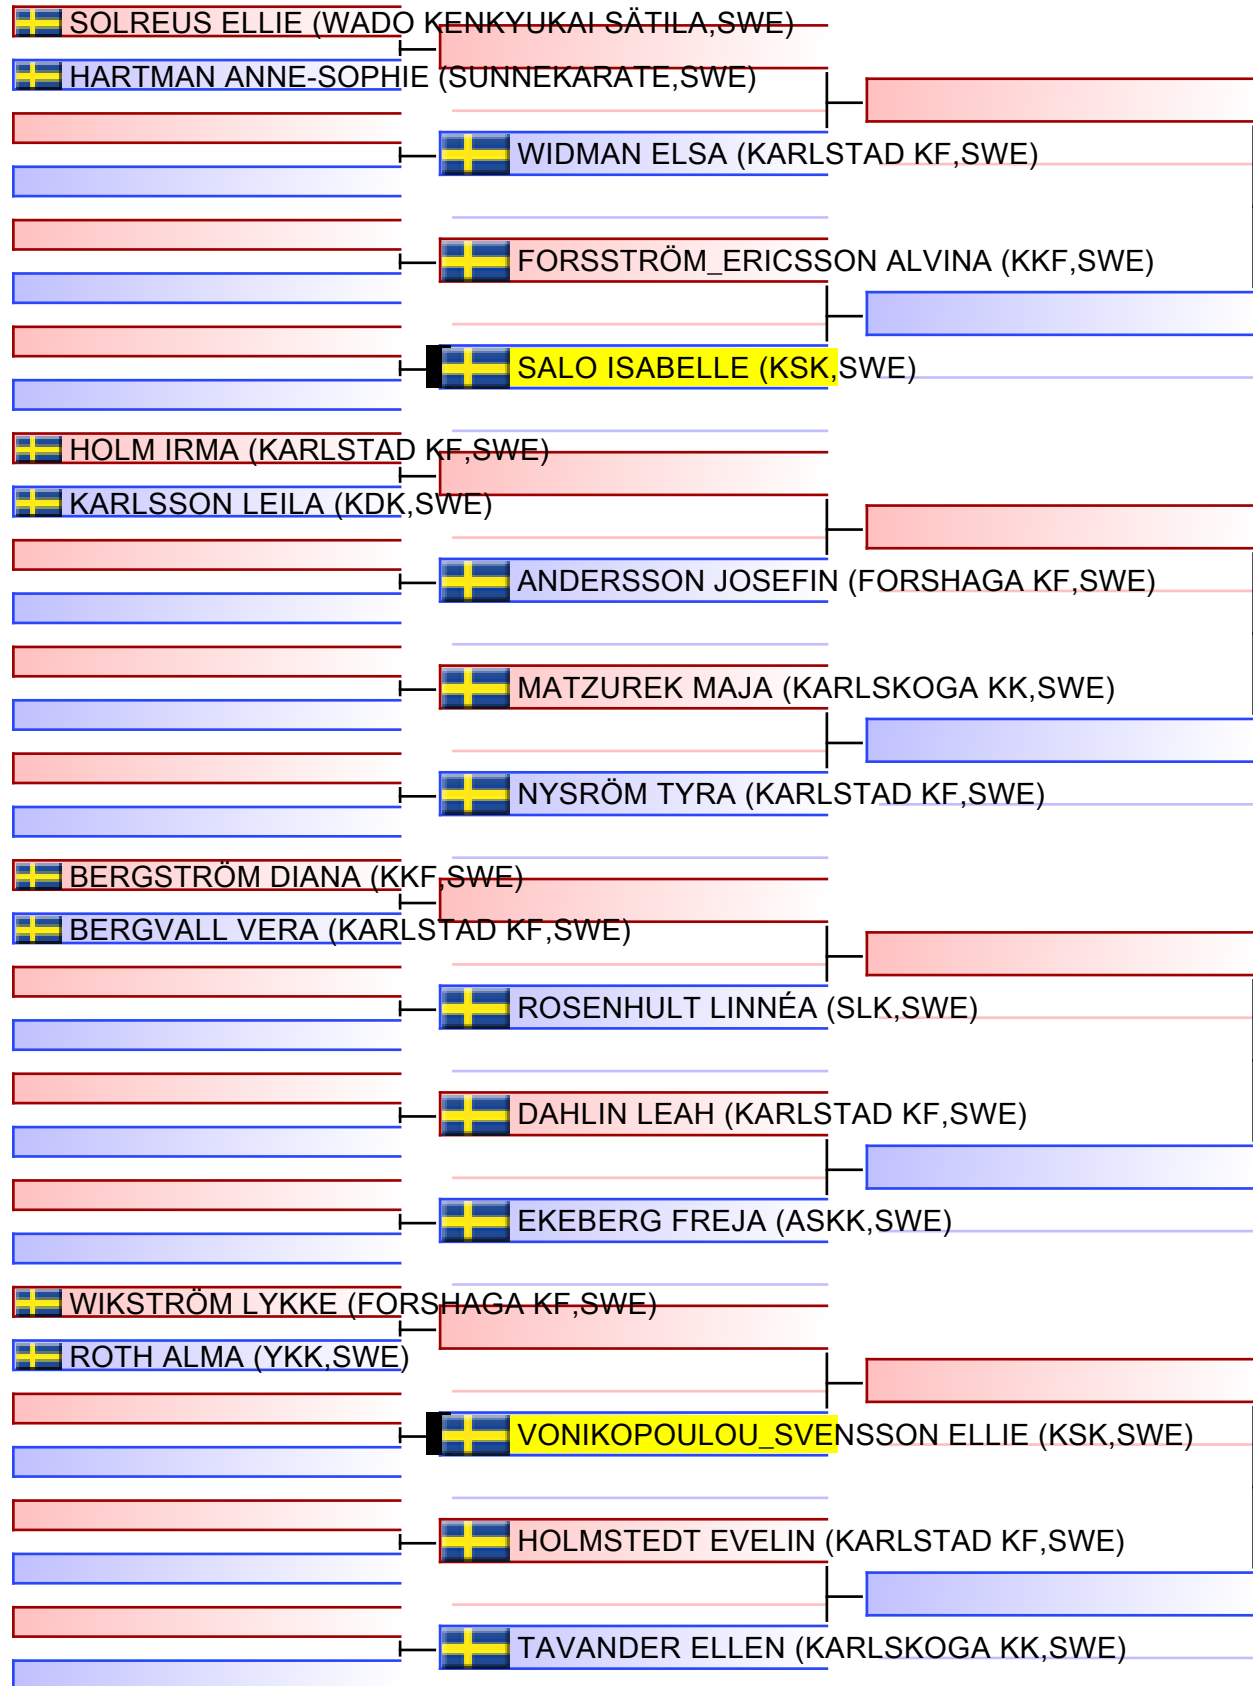 SOLREUS ELLIE (WADO KENKYUKAI SÄTILA,SWE)
HARTMAN ANNE-SOPHIE (SUNNEKARATE,SWE)
WIDMAN ELSA (KARLSTAD KF,SWE)
FORSSTRÖM_ERICSSON ALVINA (KKF,SWE)
SALO ISABELLE (KSK,SWE)
HOLM IRMA (KARLSTAD KF,SWE)
KARLSSON LEILA (KDK,SWE)
ANDERSSON JOSEFIN (FORSHAGA KF,SWE)
MATZUREK MAJA (KARLSKOGA KK,SWE)
NYSRÖM TYRA (KARLSTAD KF,SWE)
BERGSTRÖM DIANA (KKF,SWE)
BERGVALL VERA (KARLSTAD KF,SWE)
ROSENHULT LINNÉA (SLK,SWE)
DAHLIN LEAH (KARLSTAD KF,SWE)
EKEBERG FREJA (ASKK,SWE)
WIKSTRÖM LYKKE (FORSHAGA KF,SWE)
ROTH ALMA (YKK,SWE)
VONIKOPOULOU_SVENSSON ELLIE (KSK,SWE)
HOLMSTEDT EVELIN (KARLSTAD KF,SWE)
TAVANDER ELLEN (KARLSKOGA KK,SWE)